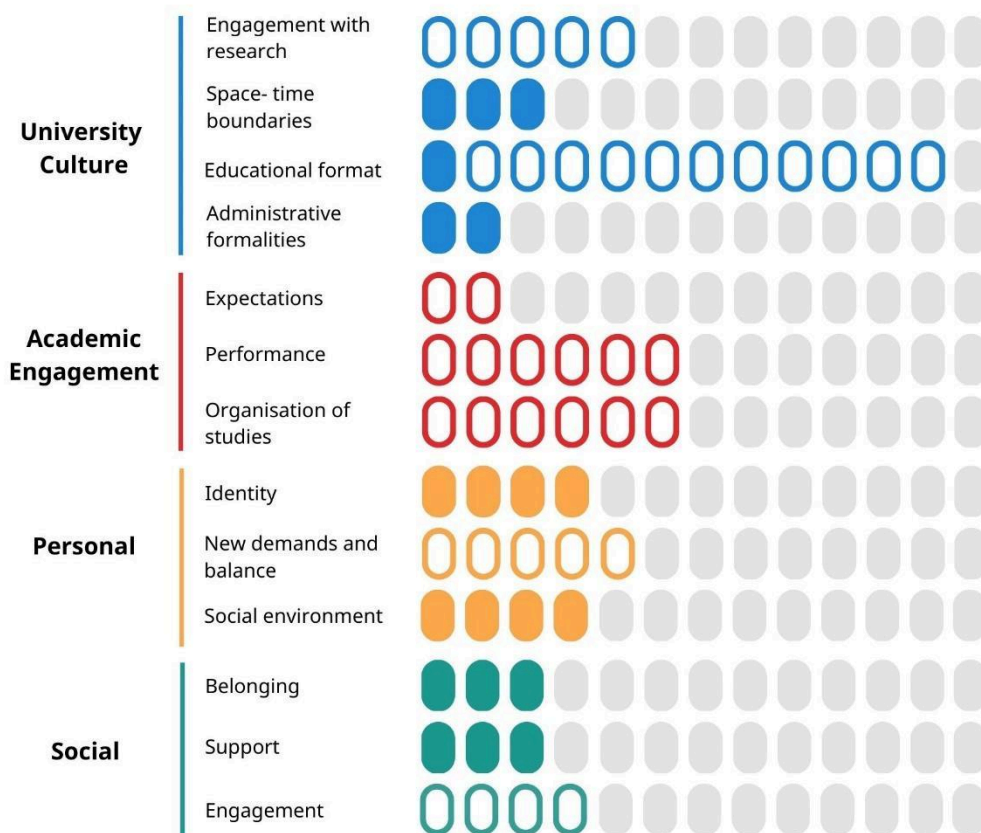 University
Culture
Engagement with
research
Space- time
boundaries
Educational format
Administrative
formalities
Academic
Engagement
Expectations
Performance
Organisation of
studies
Personal
Identity
New demands and
balance
Social environment
Social
Belonging
Support
Engagement